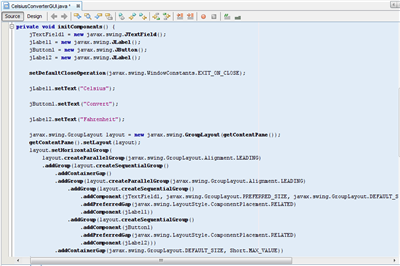 CelsiusConverterGUI.java *
Source Design
private void initComponents() {
jTextField1 = new javax.swing.JTextField();
jLabel1 = new javax.swing.JLabel();
jButton1 = new javax.swing.JButton();
jLabel2 = new javax.swing.JLabel();
setDefaultCloseOperation(javax.swing.WindowConstants.EXIT_ON_CLOSE);
jLabel1.setText("Celsius");
jButton1.setText("Convert");
jLabel2.setText("Fahrenheit");
javax.swing.GroupLayout layout = new javax.swing.GroupLayout(getContentPane());
getContentPane().setLayout(layout);
layout.setHorizontalGroup(
layout.createParallelGroup(javax.swing.GroupLayout.Alignment.LEADING)
.addGroup(layout.createSequentialGroup()
.addContainerGap()
.addGroup(layout.createParallelGroup(javax.swing.GroupLayout.Alignment.LEADING)
.addGroup(layout.createSequentialGroup()
.addComponent(jTextField1, javax.swing.GroupLayout.PREFERRED_SIZE, javax.swing.GroupLayout.DEFAULT_S
.addPreferredGap(javax.swing.LayoutStyle.ComponentPlacement.RELATED)
.addComponent(jLabel1))
.addGroup(layout.createSequentialGroup()
.addComponent(jButton1)
.addPreferredGap(javax.swing.LayoutStyle.ComponentPlacement.RELATED)
.addComponent(jLabel2)))
.addContainerGap(javax.swing.GroupLayout.DEFAULT_SIZE, Short.MAX_VALUE))